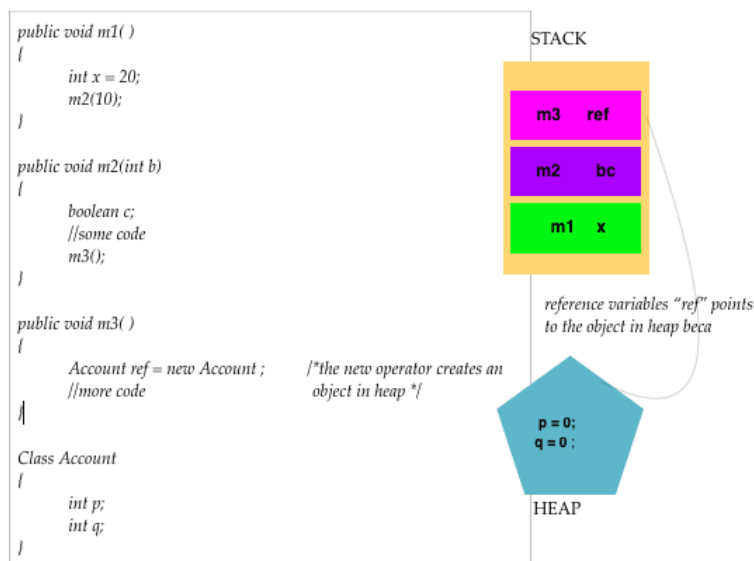 public void m1( )
{
int x = 20;
m2(10);
}
public void m2(int b)
{
boolean c;
//some code
m3();
}
public void m3( )
{
Account ref = new Account ; /*the new operator creates an
//more code object in heap */
}
Class Account
{
int p;
int q;
}
STACK
m3 ref
m2 bc
m1 x
reference variables “ref” points
to the object in heap beca
p = 0;
q = 0 ;
HEAP